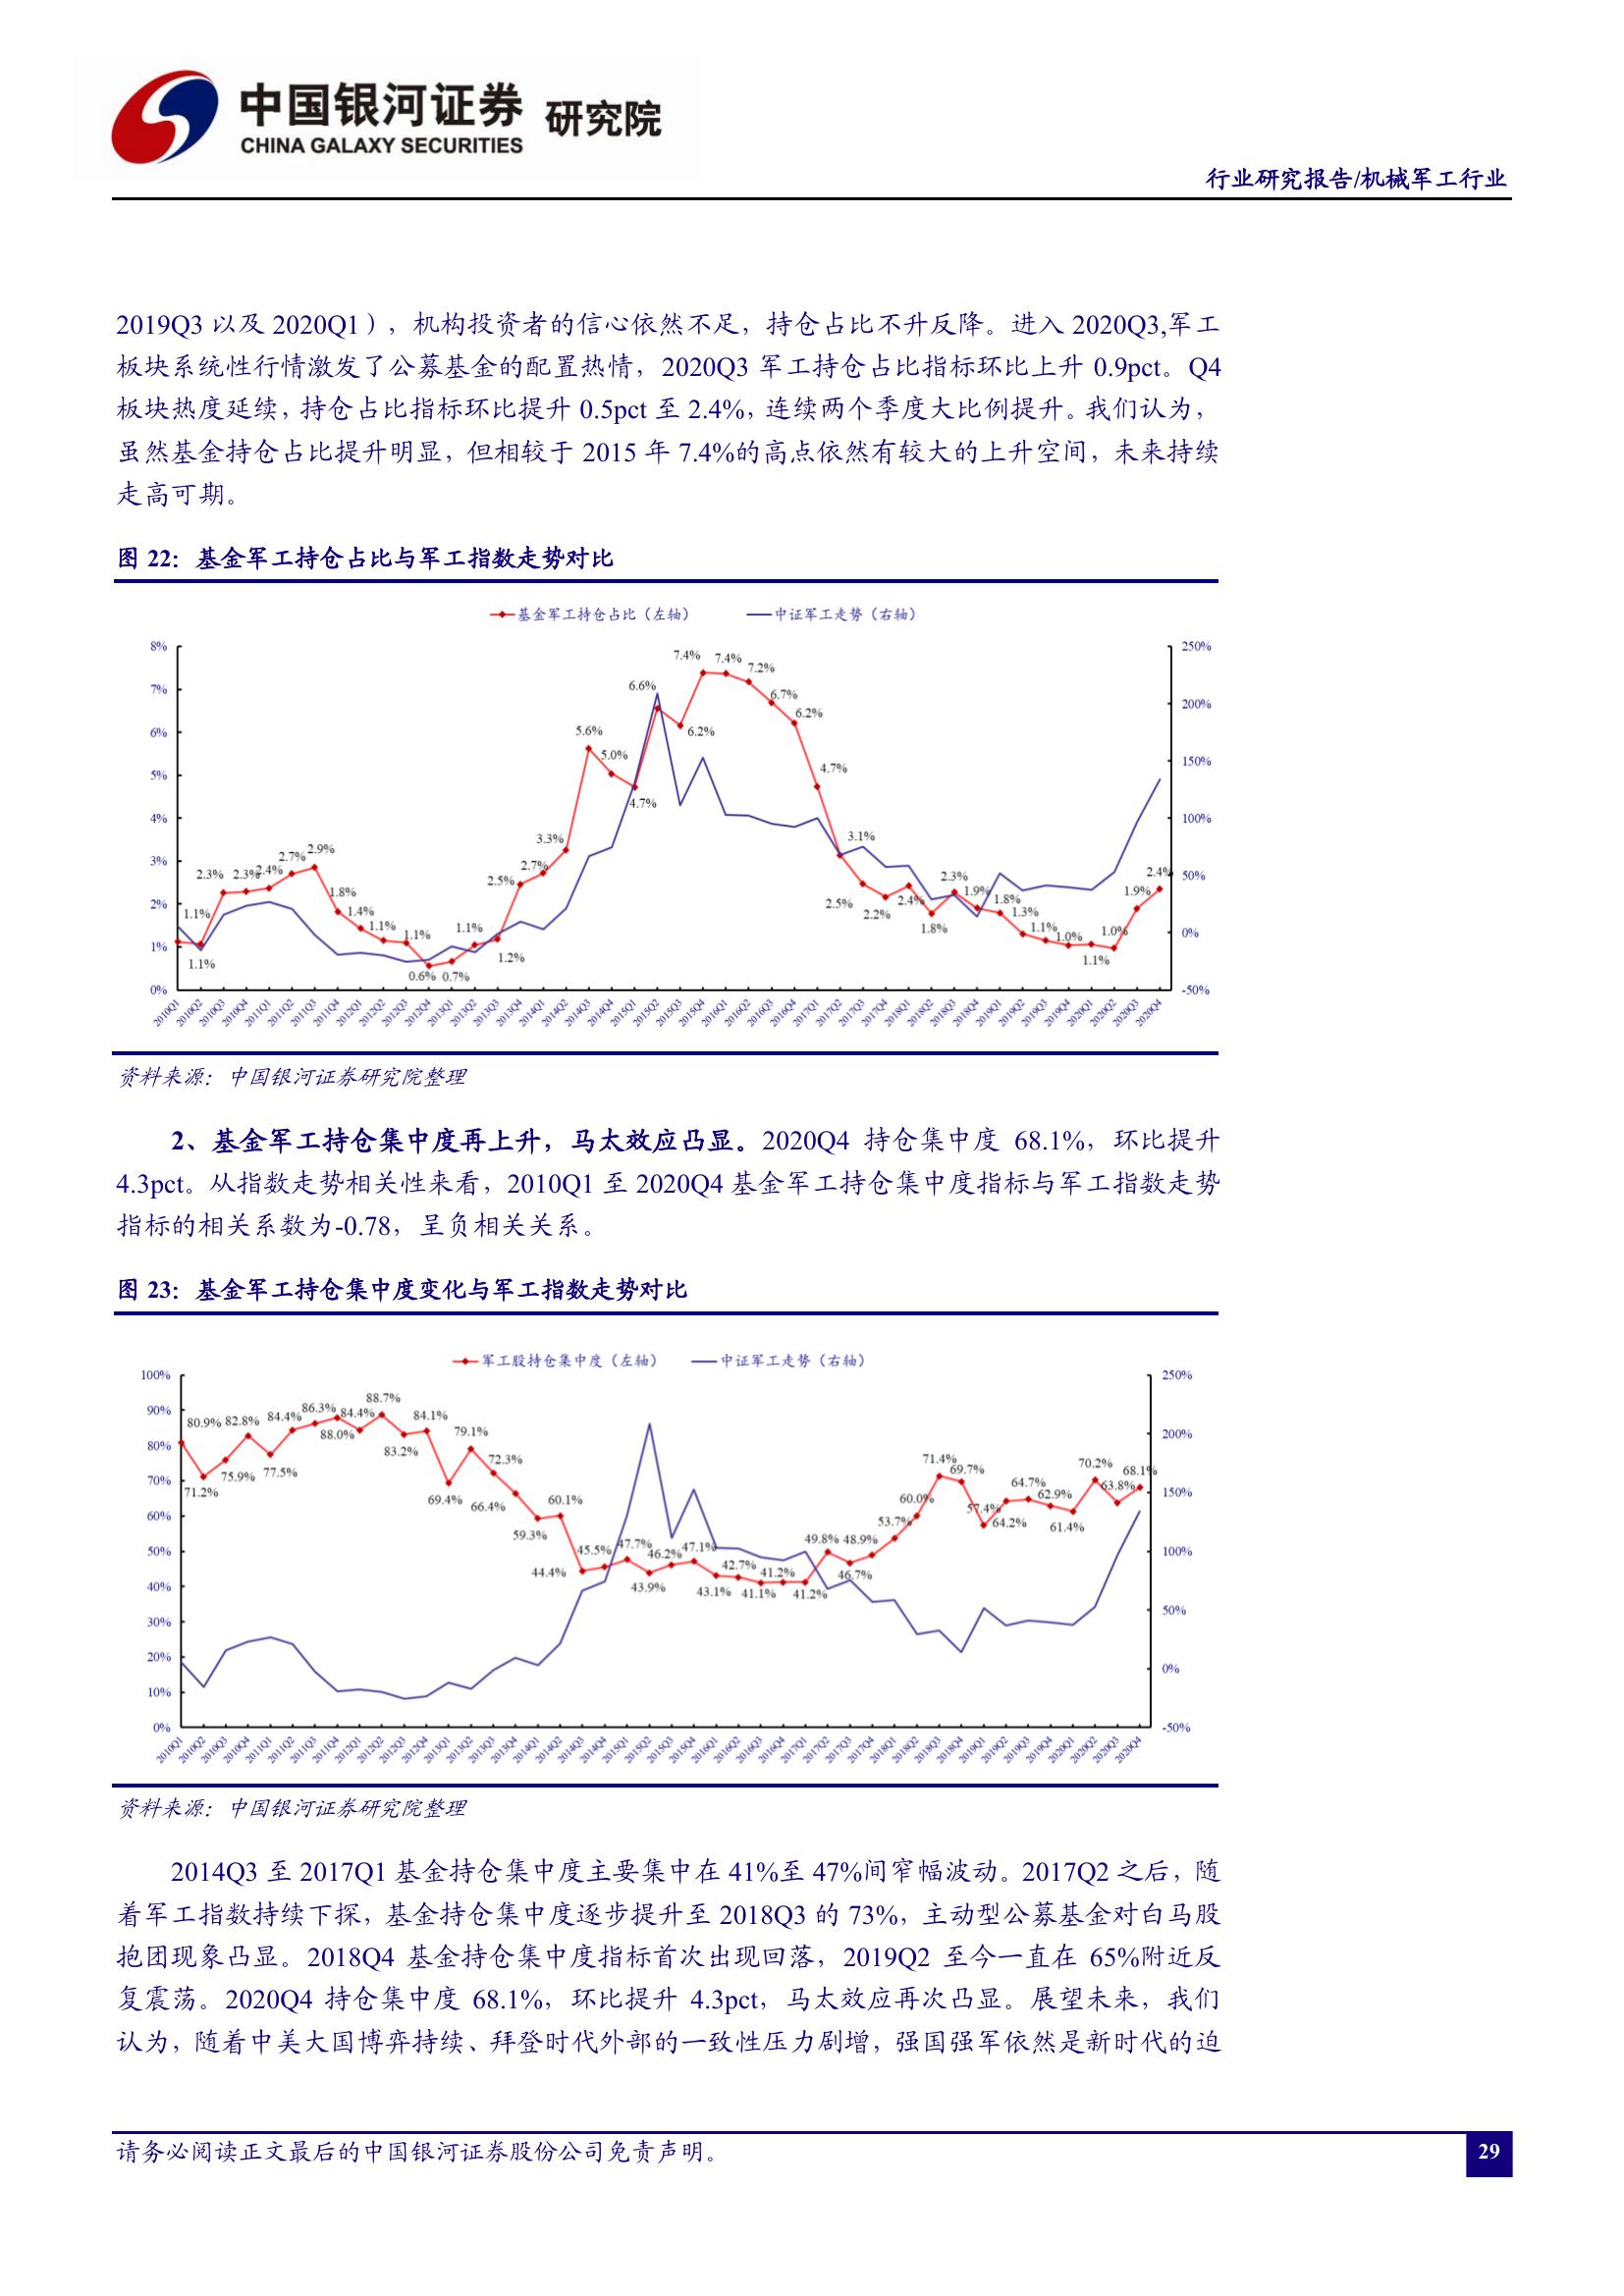 中国银河证券 研究院
CHINA GALAXY SECURITIES
行业研究报告/机械军工行业
2019Q3 以及 2020Q1），机构投资者的信心依然不足，持仓占比不升反降。进入 2020Q3,军工
板块系统性行情激发了公募基金的配置热情，2020Q3 军工持仓占比指标环比上升 0.9pct。Q4
板块热度延续，持仓占比指标环比提升 0.5pct 至 2.4%，连续两个季度大比例提升。我们认为，
虽然基金持仓占比提升明显，但相较于 2015 年 7.4%的高点依然有较大的上升空间，未来持续
走高可期。
图 22：基金军工持仓占比与军工指数走势对比
基金军工持仓占比（左轴） 中证军工走势（右轴）
8% 7% 6% 5% 4% 3% 2% 1% 0%
250% 200% 150% 100% 50% 0% -50%
1.1% 1.1% 2.3% 2.3% 2.4% 2.7% 2.9% 1.8% 1.4% 1.1% 1.1% 0.6% 0.7% 1.1% 1.2% 2.5% 2.7% 3.3% 5.6% 5.0% 4.7% 6.6% 6.2% 7.4% 7.4% 7.2% 6.7% 6.2% 4.7% 3.1% 2.5% 2.2% 2.4% 1.8% 2.3% 1.9% 1.8% 1.3% 1.1% 1.0% 1.1% 1.0% 1.9% 2.4%
2010Q1 2010Q2 2010Q3 2010Q4 2011Q1 2011Q2 2011Q3 2011Q4 2012Q1 2012Q2 2012Q3 2012Q4 2013Q1 2013Q2 2013Q3 2013Q4 2014Q1 2014Q2 2014Q3 2014Q4 2015Q1 2015Q2 2015Q3 2015Q4 2016Q1 2016Q2 2016Q3 2016Q4 2017Q1 2017Q2 2017Q3 2017Q4 2018Q1 2018Q2 2018Q3 2018Q4 2019Q1 2019Q2 2019Q3 2019Q4 2020Q1 2020Q2 2020Q3 2020Q4
资料来源：中国银河证券研究院整理
2、基金军工持仓集中度再上升，马太效应凸显。2020Q4 持仓集中度 68.1%，环比提升
4.3pct。从指数走势相关性来看，2010Q1 至 2020Q4 基金军工持仓集中度指标与军工指数走势
指标的相关系数为-0.78，呈负相关关系。
图 23：基金军工持仓集中度变化与军工指数走势对比
军工股持仓集中度（左轴） 中证军工走势（右轴）
100% 90% 80% 70% 60% 50% 40% 30% 20% 10% 0%
250% 200% 150% 100% 50% 0% -50%
80.9% 71.2% 75.9% 82.8% 77.5% 84.4% 86.3% 88.0% 84.4% 88.7% 83.2% 84.1% 69.4% 79.1% 72.3% 66.4% 59.3% 60.1% 44.4% 45.5% 47.7% 43.9% 46.2% 47.1% 43.1% 42.7% 41.1% 41.2% 41.2% 49.8% 46.7% 48.9% 53.7% 60.0% 71.4% 69.7% 57.4% 64.2% 64.7% 62.9% 61.4% 70.2% 63.8% 68.1%
2010Q1 2010Q2 2010Q3 2010Q4 2011Q1 2011Q2 2011Q3 2011Q4 2012Q1 2012Q2 2012Q3 2012Q4 2013Q1 2013Q2 2013Q3 2013Q4 2014Q1 2014Q2 2014Q3 2014Q4 2015Q1 2015Q2 2015Q3 2015Q4 2016Q1 2016Q2 2016Q3 2016Q4 2017Q1 2017Q2 2017Q3 2017Q4 2018Q1 2018Q2 2018Q3 2018Q4 2019Q1 2019Q2 2019Q3 2019Q4 2020Q1 2020Q2 2020Q3 2020Q4
资料来源：中国银河证券研究院整理
2014Q3 至 2017Q1 基金持仓集中度主要集中在 41%至 47%间窄幅波动。2017Q2 之后，随
着军工指数持续下探，基金持仓集中度逐步提升至 2018Q3 的 73%，主动型公募基金对白马股
抱团现象凸显。2018Q4 基金持仓集中度指标首次出现回落，2019Q2 至今一直在 65%附近反
复震荡。2020Q4 持仓集中度 68.1%，环比提升 4.3pct，马太效应再次凸显。展望未来，我们
认为，随着中美大国博弈持续、拜登时代外部的一致性压力剧增，强国强军依然是新时代的迫
请务必阅读正文最后的中国银河证券股份公司免责声明。
29